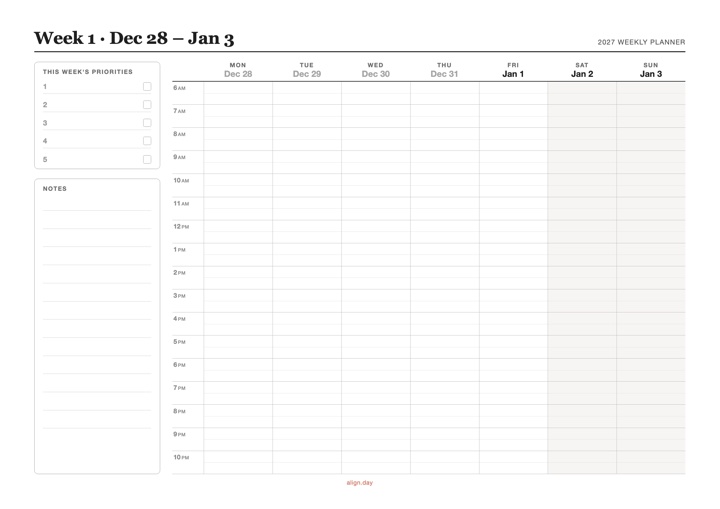 Week 1 · Dec 28 – Jan 3
2027 WEEKLY PLANNER
THIS WEEK'S PRIORITIES
1
2
3
4
5
NOTES
MON TUE WED THU FRI SAT SUN
Dec 28 Dec 29 Dec 30 Dec 31 Jan 1 Jan 2 Jan 3
6 AM
7 AM
8 AM
9 AM
10 AM
11 AM
12 PM
1 PM
2 PM
3 PM
4 PM
5 PM
6 PM
7 PM
8 PM
9 PM
10 PM
align.day